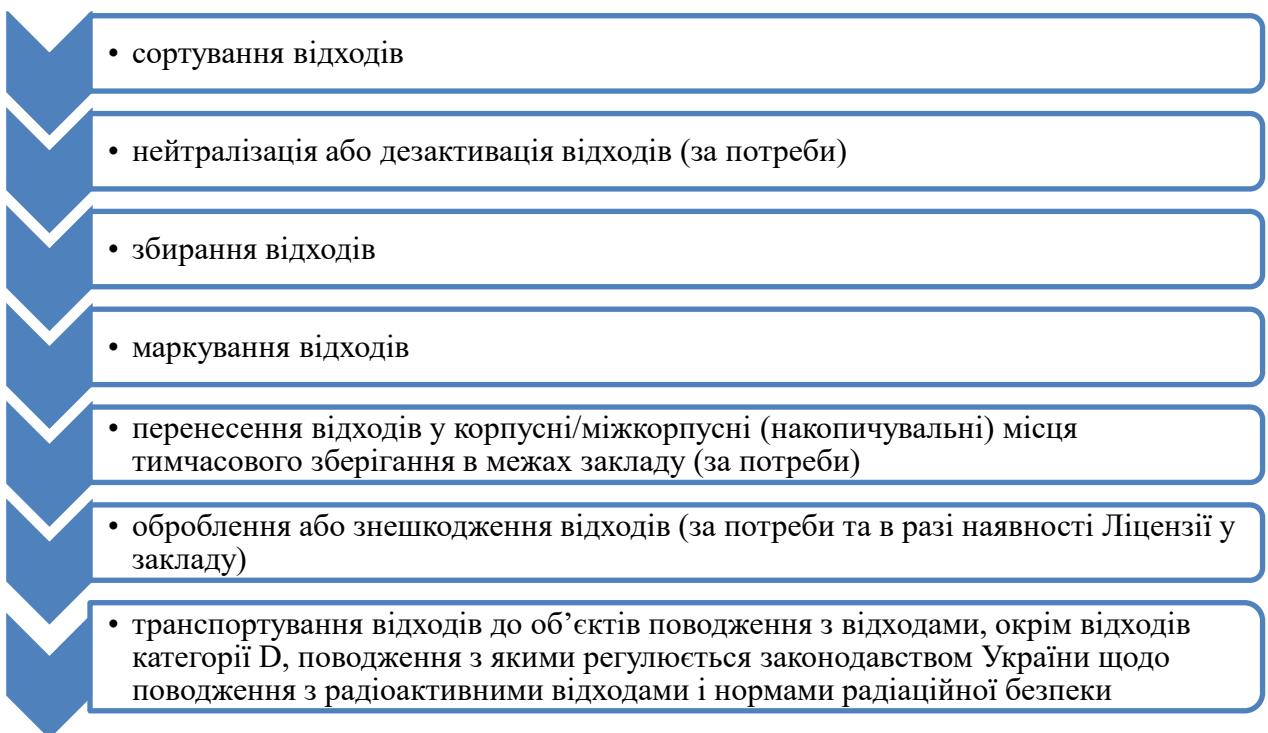 • сортування відходів
• нейтралізація або дезактивація відходів (за потреби)
• збирання відходів
• маркування відходів
• перенесення відходів у корпусні/міжкорпусні (накопичувальні) місця
тимчасового зберігання в межах закладу (за потреби)
• оброблення або знешкодження відходів (за потреби та в разі наявності Ліцензії у
закладу)
• транспортування відходів до об’єктів поводження з відходами, окрім відходів
категорії D, поводження з якими регулюється законодавством України щодо
поводження з радіоактивними відходами і нормами радіаційної безпеки